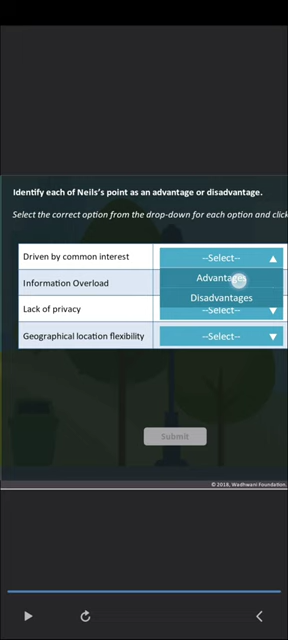 Identify each of Neils's point as an advantage or disadvantage.
Select the correct option from the drop-down for each option and click
Driven by common interest
--Select--
Information Overload
Advantages
Disadvantages
Lack of privacy
--Select--
Geographical location flexibility
--Select--
Submit
© 2018, Wadhwani Foundation.